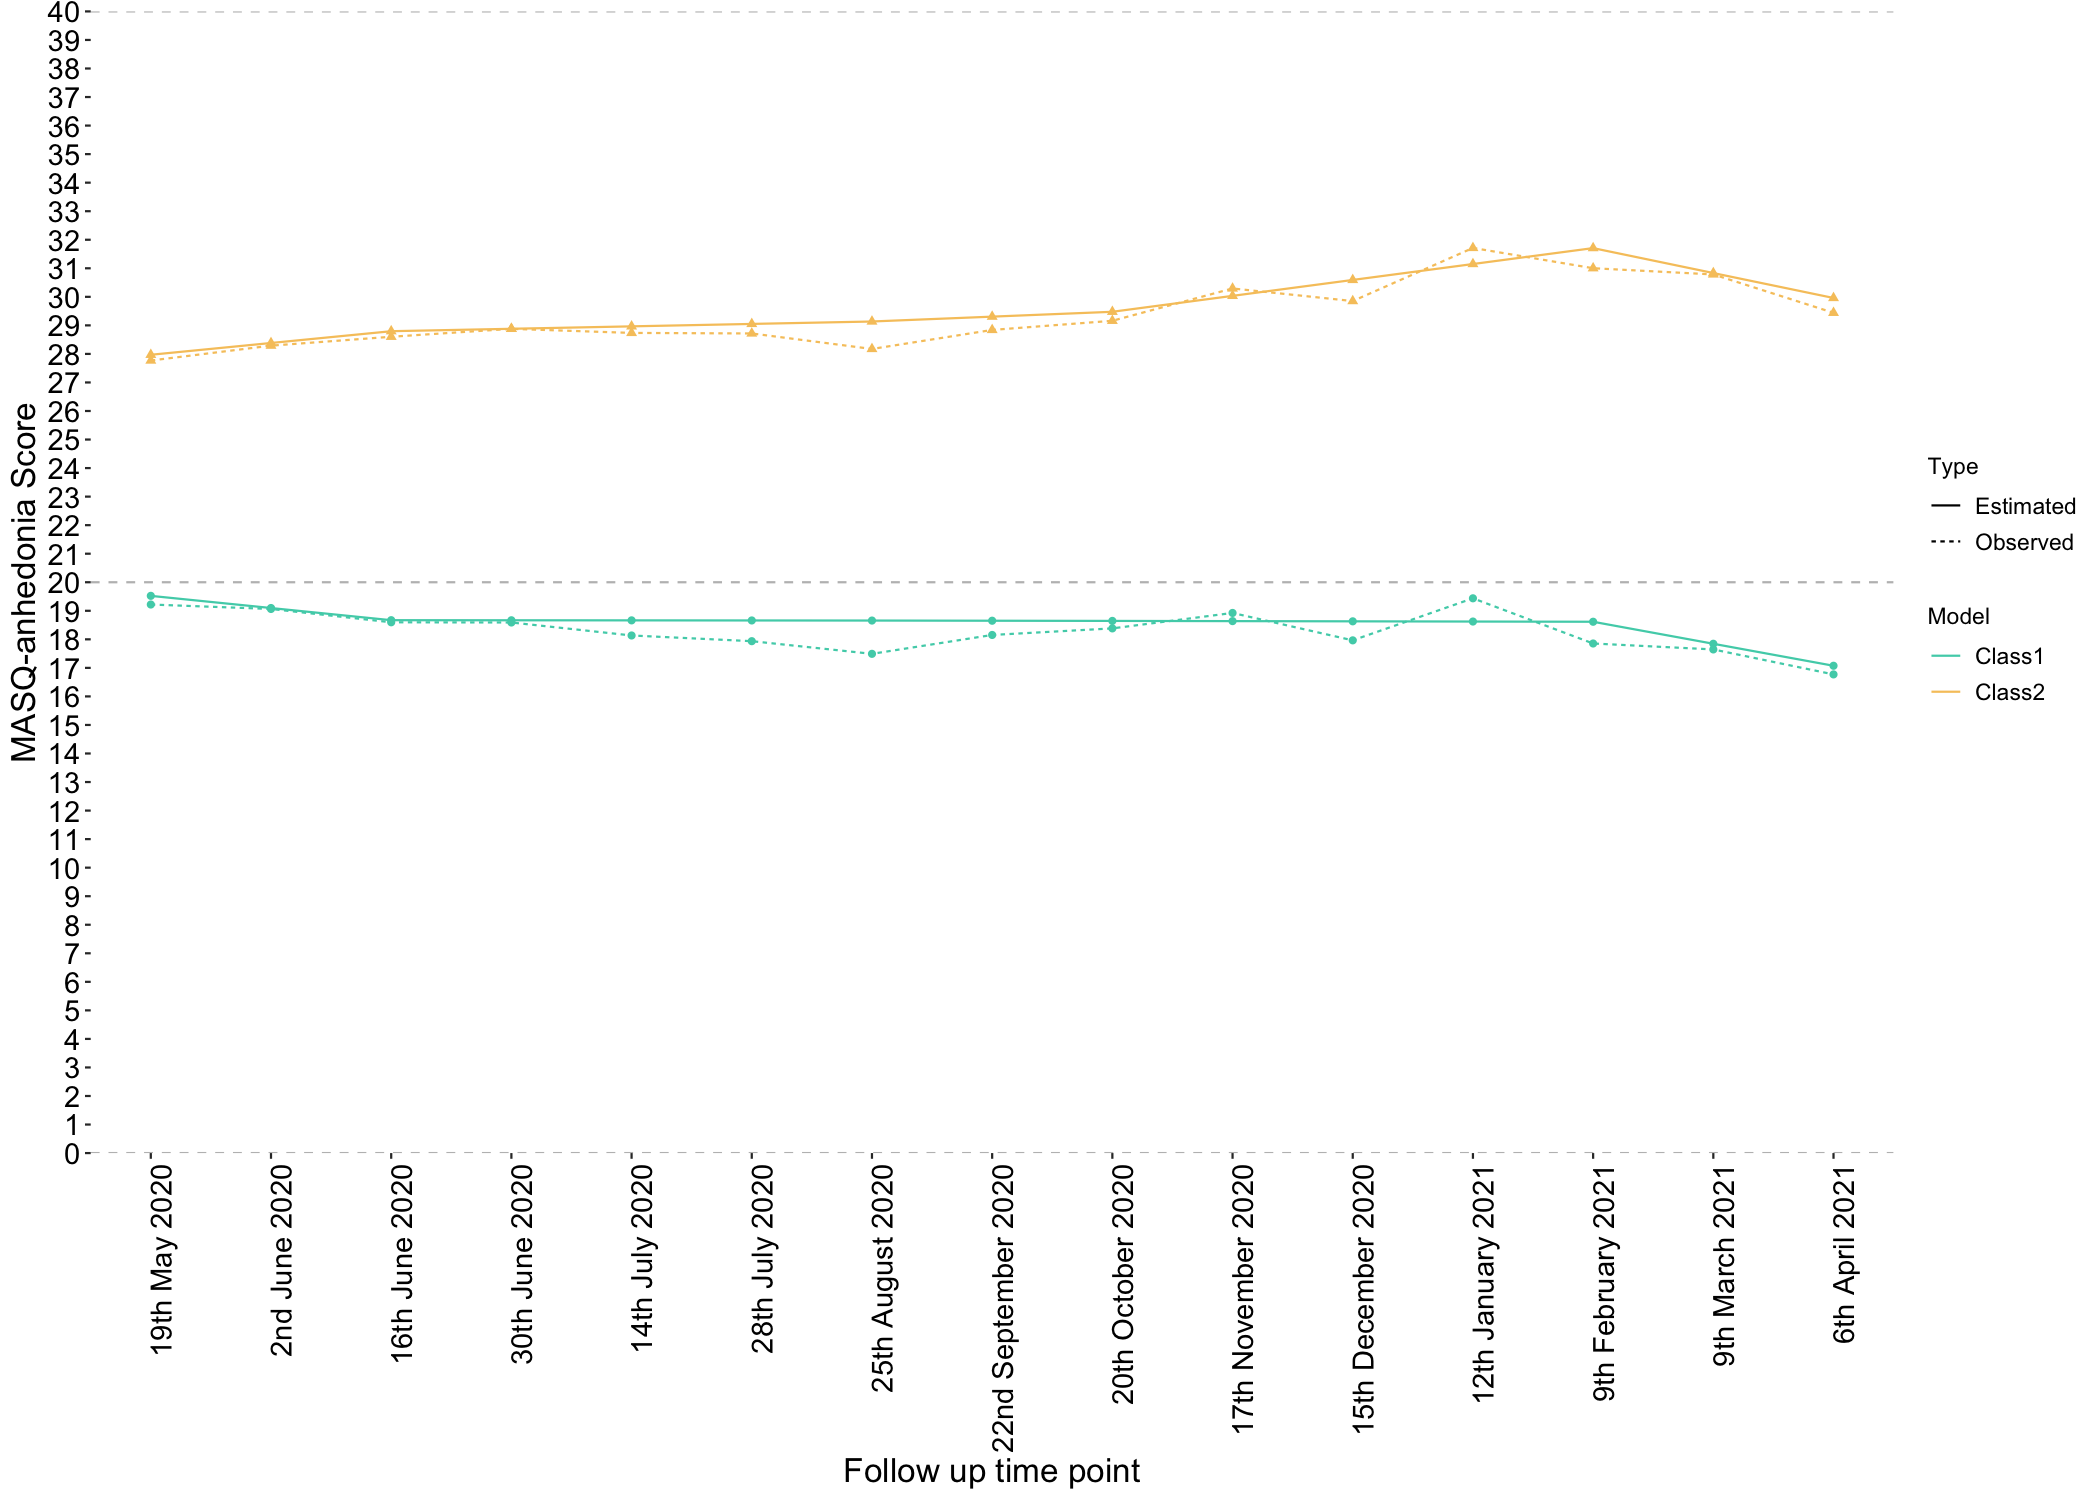 MASQ-anhedonia Score
40
39
38
37
36
35
34
33
32
31
30
29
28
27
26
25
24
23
22
21
20
19
18
17
16
15
14
13
12
11
10
9
8
7
6
5
4
3
2
1
0
19th May 2020
2nd June 2020
16th June 2020
30th June 2020
14th July 2020
28th July 2020
25th August 2020
22nd September 2020
20th October 2020
17th November 2020
15th December 2020
12th January 2021
9th February 2021
9th March 2021
6th April 2021
Follow up time point
Type
Estimated
Observed
Model
Class1
Class2